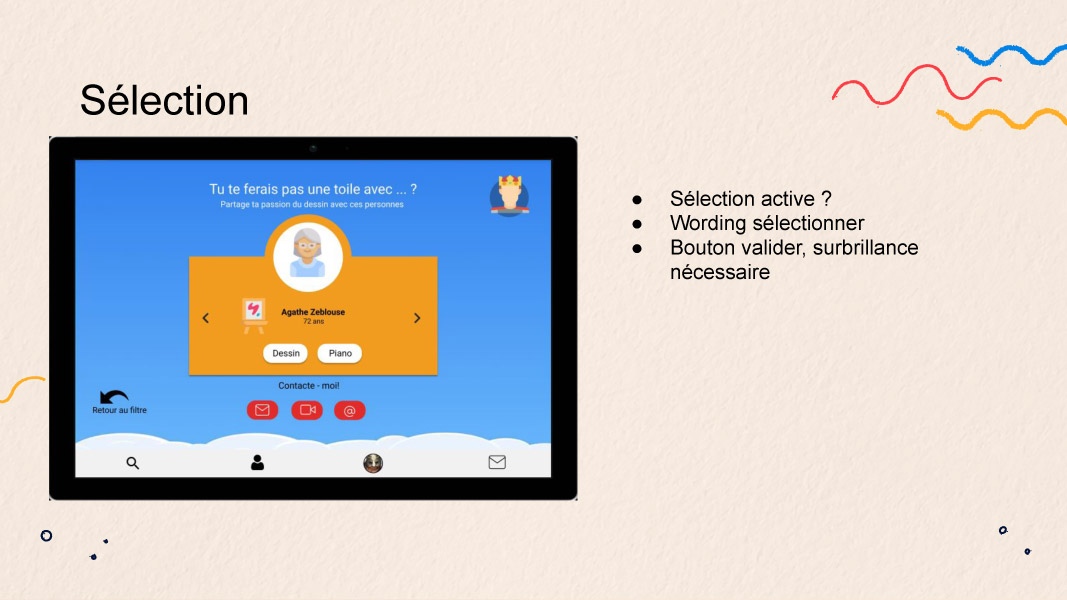 Sélection
Tu te ferais pas une toile avec ... ?
Partage ta passion du dessin avec ces personnes
Agathe Zeblouse
72 ans
Dessin
Piano
Contacte - moi!
@
Retour au filtre
● Sélection active ?
● Wording sélectionner
● Bouton valider, surbrillance
nécessaire